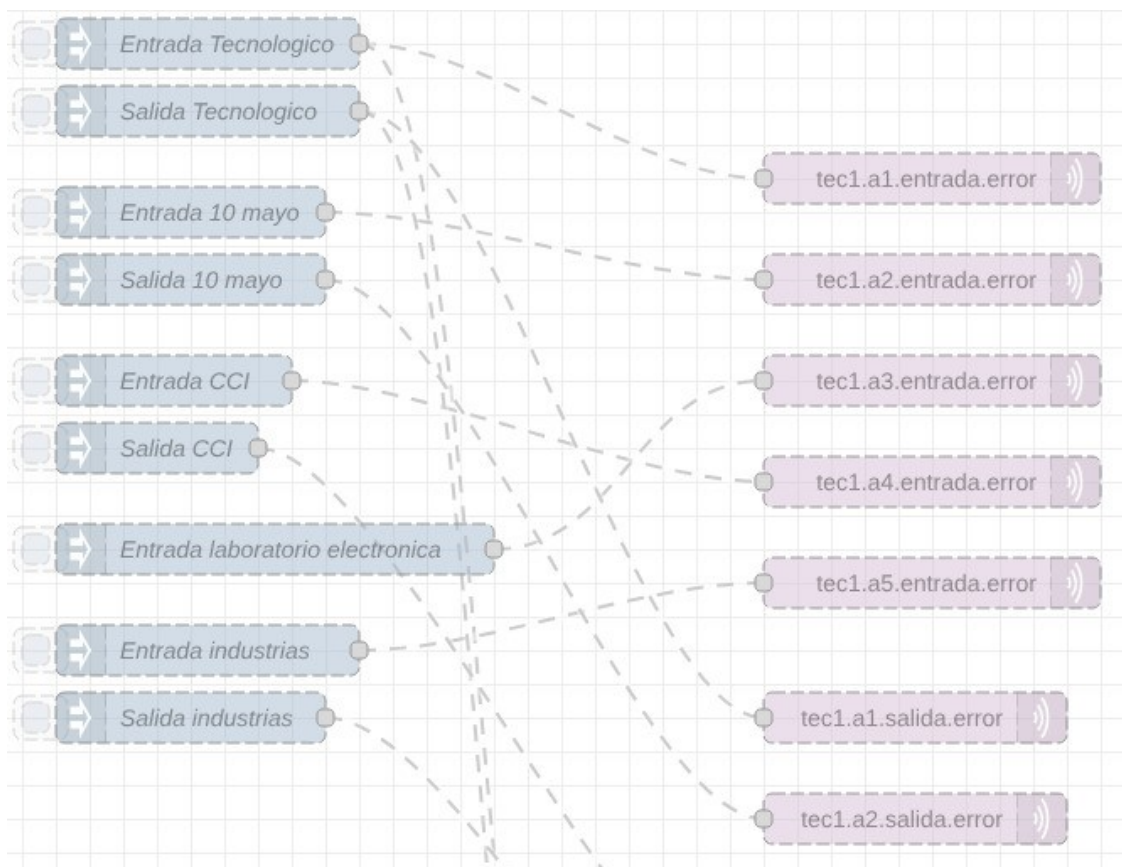 Entrada Tecnologico
Salida Tecnologico
tec1.a1.entrada.error
Entrada 10 mayo
Salida 10 mayo
tec1.a2.entrada.error
Entrada CCI
tec1.a3.entrada.error
Salida CCI
tec1.a4.entrada.error
Entrada laboratorio electronica
tec1.a5.entrada.error
Entrada industrias
Salida industrias
tec1.a1.salida.error
tec1.a2.salida.error